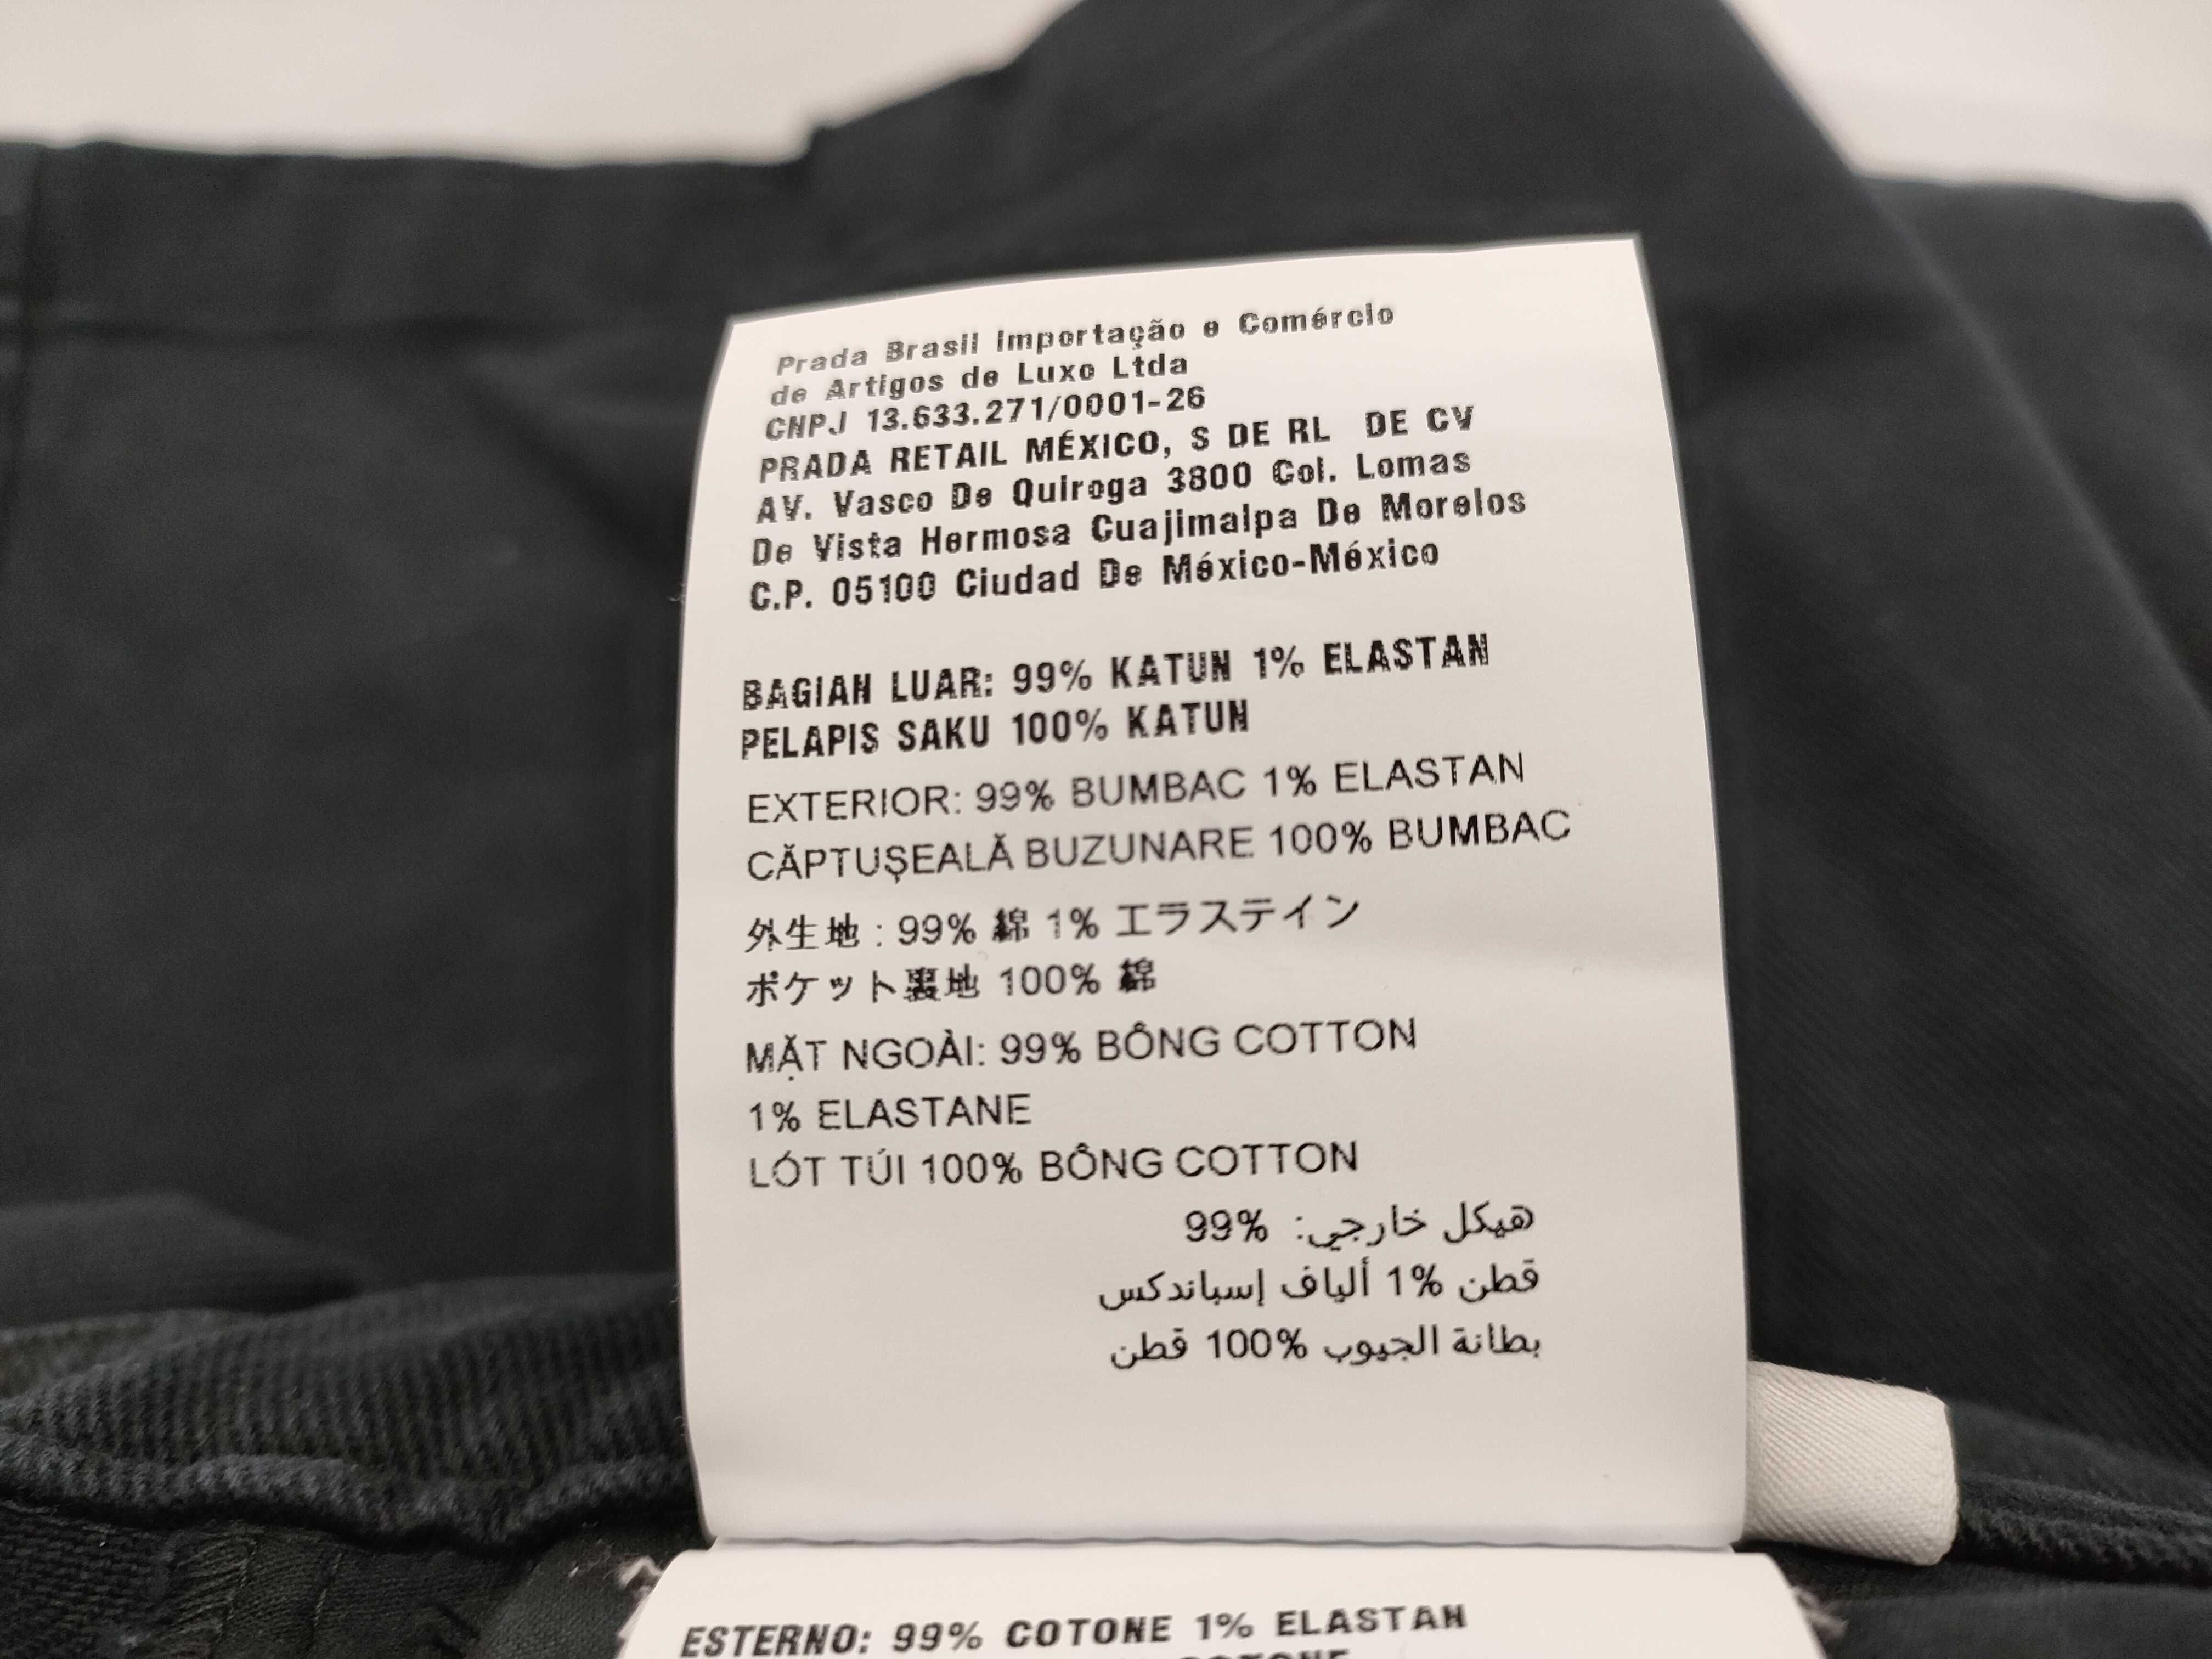 Prada Brasil Importação e Comércio
de Artigos de Luxo Ltda
CNPJ 13.633.271/0001-26
PRADA RETAIL MÉXICO, S DE RL DE CV
AV. Vasco De Quiroga 3800 Col. Lomas
De Vista Hermosa Cuajimalpa De Morelos
C.P. 05100 Ciudad De México-México
BAGIAN LUAR: 99% KATUN 1% ELASTAN
PELAPIS SAKU 100% KATUN
EXTERIOR: 99% BUMBAC 1% ELASTAN
CĂPTUȘEALĂ BUZUNARE 100% BUMBAC
外生地 : 99% 綿 1% エラステイン
ポケット裏地 100% 綿
MẶT NGOÀI: 99% BÔNG COTTON
1% ELASTANE
LÓT TÚI 100% BÔNG COTTON
هيكل خارجي: 99%
قطن 1% ألياف إسباندكس
بطانة الجيوب 100% قطن
ESTERNO: 99% COTONE 1% ELASTAN